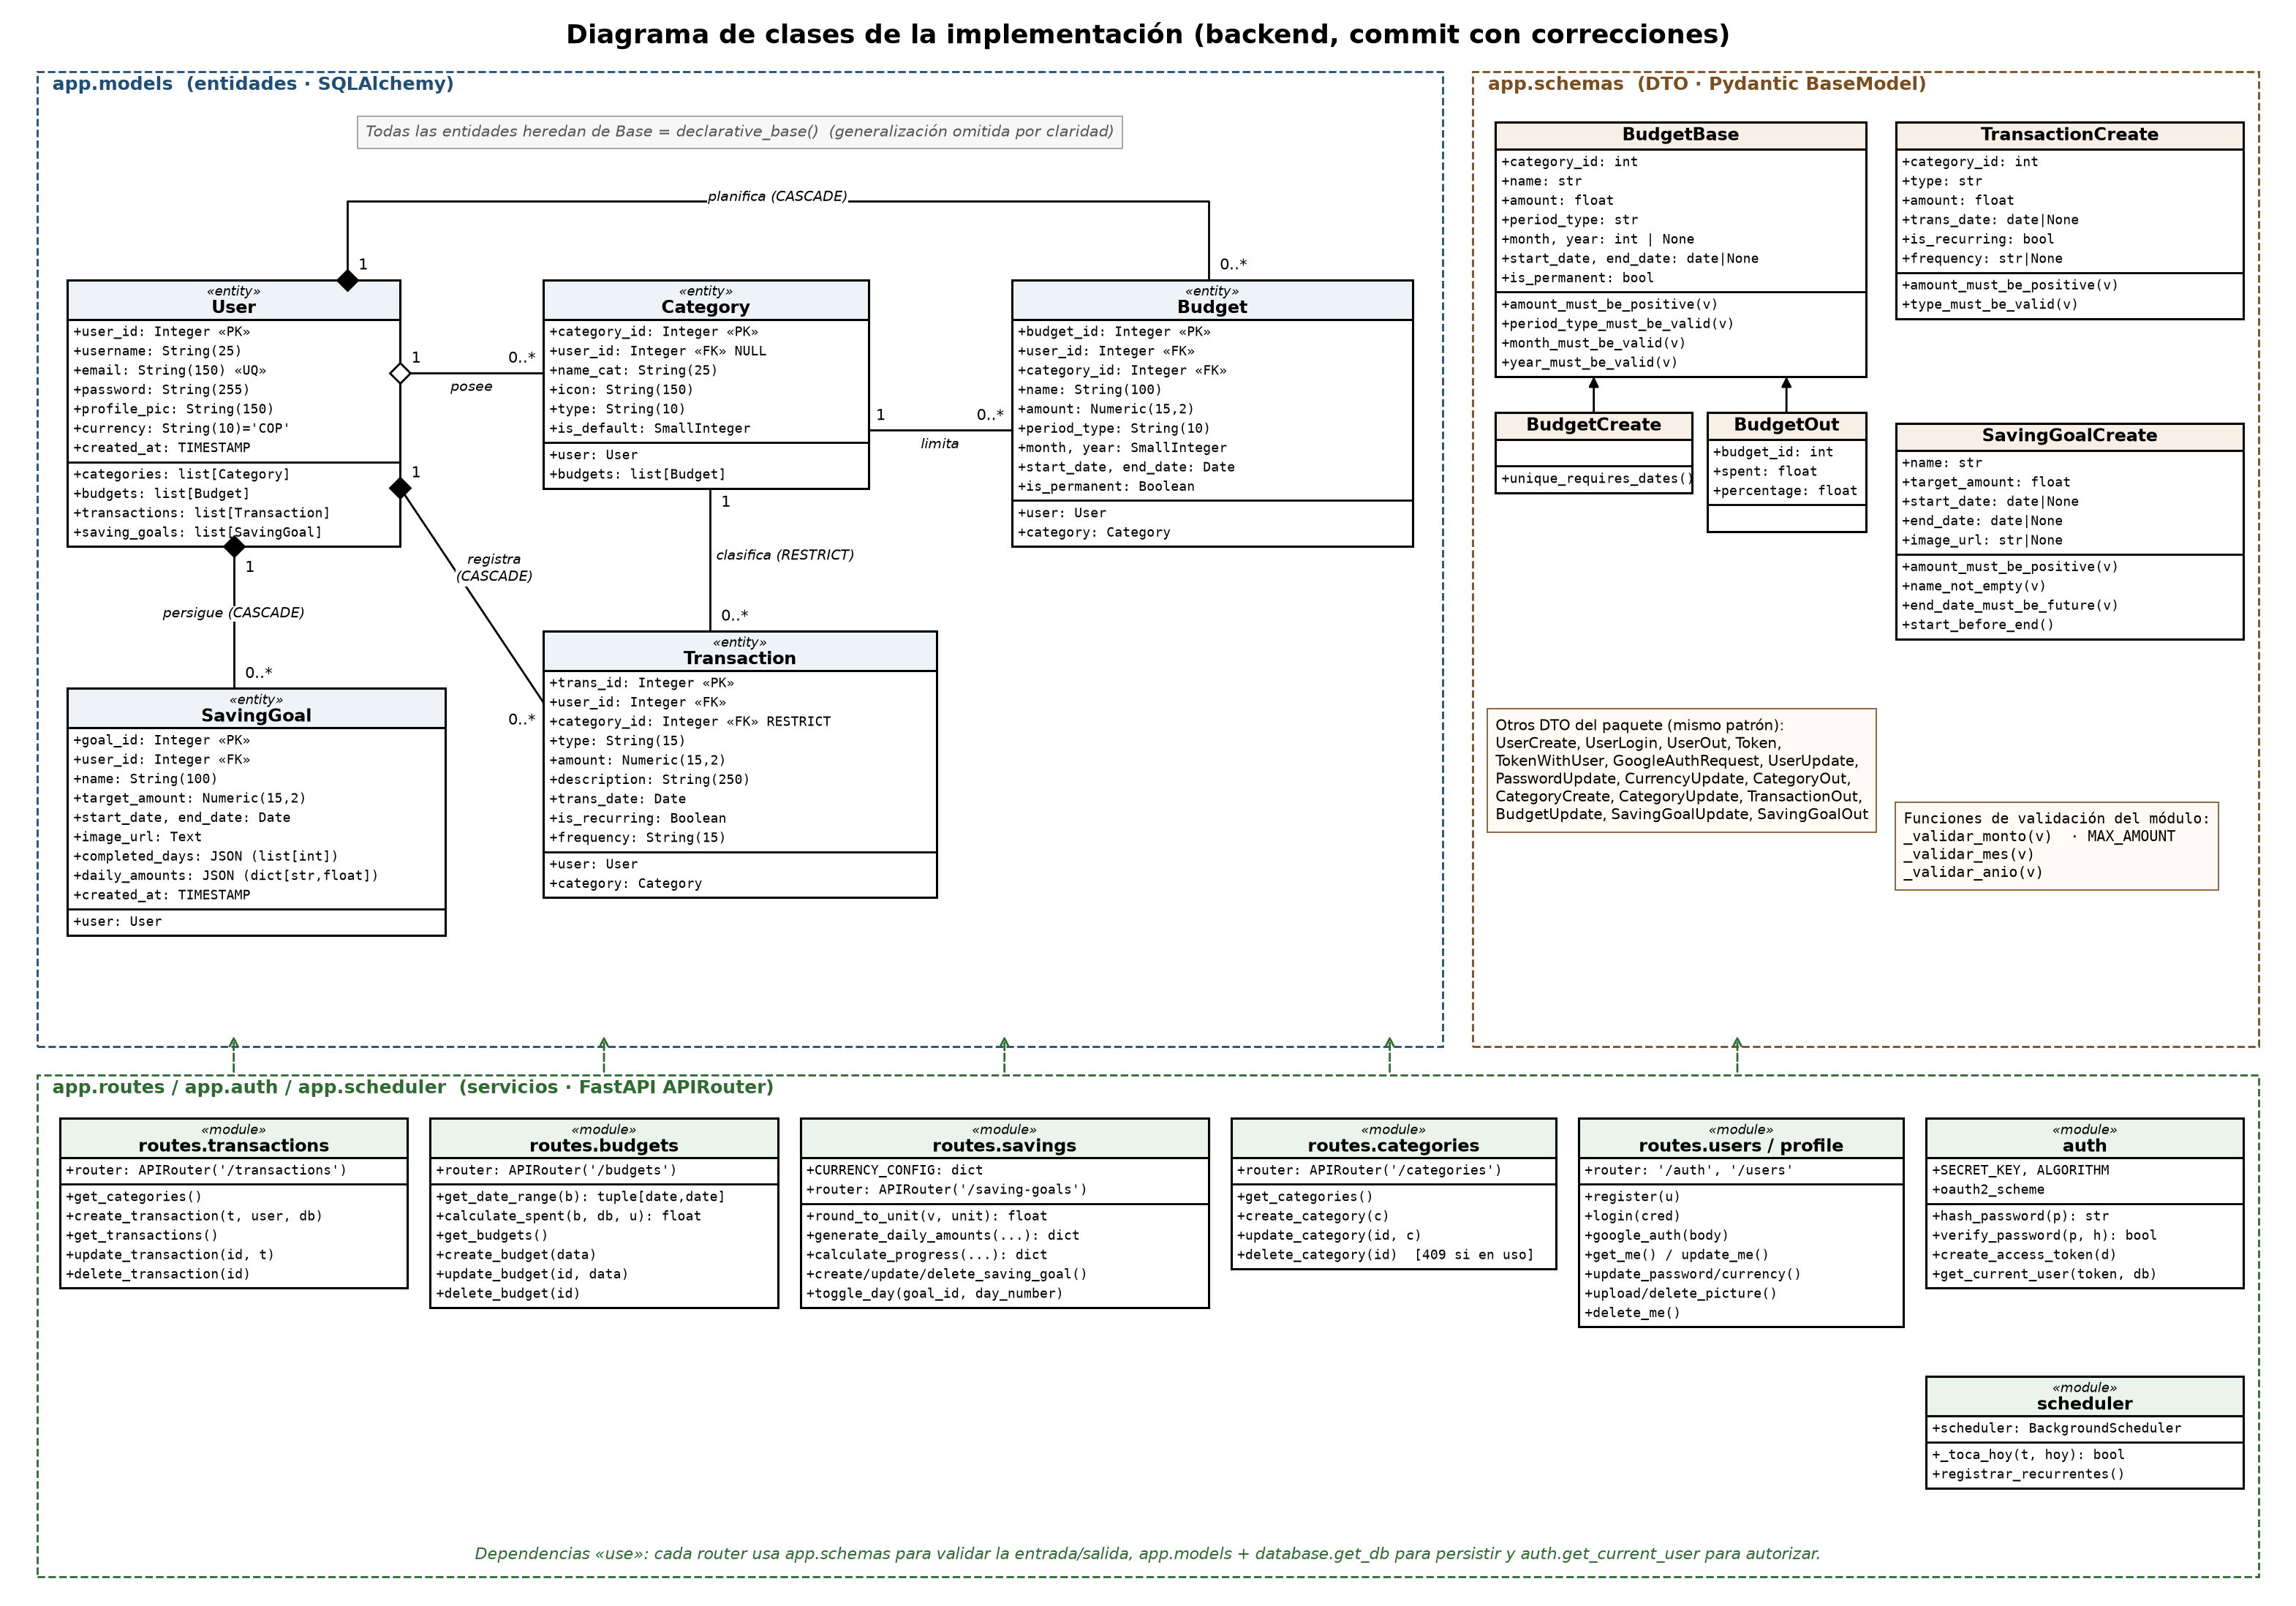 Diagrama de clases de la implementación (backend, commit con correcciones)
app.models  (entidades · SQLAlchemy)
Todas las entidades heredan de Base = declarative_base()  (generalización omitida por claridad)
planifica (CASCADE)
1
0..*
«entity»
User
+user_id: Integer «PK»
+username: String(25)
+email: String(150) «UQ»
+password: String(255)
+profile_pic: String(150)
+currency: String(10)='COP'
+created_at: TIMESTAMP
+categories: list[Category]
+budgets: list[Budget]
+transactions: list[Transaction]
+saving_goals: list[SavingGoal]
1
0..*
posee
«entity»
Category
+category_id: Integer «PK»
+user_id: Integer «FK» NULL
+name_cat: String(25)
+icon: String(150)
+type: String(10)
+is_default: SmallInteger
+user: User
+budgets: list[Budget]
1
0..*
limita
«entity»
Budget
+budget_id: Integer «PK»
+user_id: Integer «FK»
+category_id: Integer «FK»
+name: String(100)
+amount: Numeric(15,2)
+period_type: String(10)
+month, year: SmallInteger
+start_date, end_date: Date
+is_permanent: Boolean
+user: User
+category: Category
1
registra
(CASCADE)
0..*
1
clasifica (RESTRICT)
0..*
1
persigue (CASCADE)
0..*
«entity»
SavingGoal
+goal_id: Integer «PK»
+user_id: Integer «FK»
+name: String(100)
+target_amount: Numeric(15,2)
+start_date, end_date: Date
+image_url: Text
+completed_days: JSON (list[int])
+daily_amounts: JSON (dict[str,float])
+created_at: TIMESTAMP
+user: User
«entity»
Transaction
+trans_id: Integer «PK»
+user_id: Integer «FK»
+category_id: Integer «FK» RESTRICT
+type: String(15)
+amount: Numeric(15,2)
+description: String(250)
+trans_date: Date
+is_recurring: Boolean
+frequency: String(15)
+user: User
+category: Category
app.schemas  (DTO · Pydantic BaseModel)
BudgetBase
+category_id: int
+name: str
+amount: float
+period_type: str
+month, year: int | None
+start_date, end_date: date|None
+is_permanent: bool
+amount_must_be_positive(v)
+period_type_must_be_valid(v)
+month_must_be_valid(v)
+year_must_be_valid(v)
TransactionCreate
+category_id: int
+type: str
+amount: float
+trans_date: date|None
+is_recurring: bool
+frequency: str|None
+amount_must_be_positive(v)
+type_must_be_valid(v)
BudgetCreate
+unique_requires_dates()
BudgetOut
+budget_id: int
+spent: float
+percentage: float
SavingGoalCreate
+name: str
+target_amount: float
+start_date: date|None
+end_date: date|None
+image_url: str|None
+amount_must_be_positive(v)
+name_not_empty(v)
+end_date_must_be_future(v)
+start_before_end()
Otros DTO del paquete (mismo patrón):
UserCreate, UserLogin, UserOut, Token,
TokenWithUser, GoogleAuthRequest, UserUpdate,
PasswordUpdate, CurrencyUpdate, CategoryOut,
CategoryCreate, CategoryUpdate, TransactionOut,
BudgetUpdate, SavingGoalUpdate, SavingGoalOut
Funciones de validación del módulo:
_validar_monto(v)  · MAX_AMOUNT
_validar_mes(v)
_validar_anio(v)
app.routes / app.auth / app.scheduler  (servicios · FastAPI APIRouter)
«module»
routes.transactions
+router: APIRouter('/transactions')
+get_categories()
+create_transaction(t, user, db)
+get_transactions()
+update_transaction(id, t)
+delete_transaction(id)
«module»
routes.budgets
+router: APIRouter('/budgets')
+get_date_range(b): tuple[date,date]
+calculate_spent(b, db, u): float
+get_budgets()
+create_budget(data)
+update_budget(id, data)
+delete_budget(id)
«module»
routes.savings
+CURRENCY_CONFIG: dict
+router: APIRouter('/saving-goals')
+round_to_unit(v, unit): float
+generate_daily_amounts(...): dict
+calculate_progress(...): dict
+create/update/delete_saving_goal()
+toggle_day(goal_id, day_number)
«module»
routes.categories
+router: APIRouter('/categories')
+get_categories()
+create_category(c)
+update_category(id, c)
+delete_category(id)  [409 si en uso]
«module»
routes.users / profile
+router: '/auth', '/users'
+register(u)
+login(cred)
+google_auth(body)
+get_me() / update_me()
+update_password/currency()
+upload/delete_picture()
+delete_me()
«module»
auth
+SECRET_KEY, ALGORITHM
+oauth2_scheme
+hash_password(p): str
+verify_password(p, h): bool
+create_access_token(d)
+get_current_user(token, db)
«module»
scheduler
+scheduler: BackgroundScheduler
+_toca_hoy(t, hoy): bool
+registrar_recurrentes()
Dependencias «use»: cada router usa app.schemas para validar la entrada/salida, app.models + database.get_db para persistir y auth.get_current_user para autorizar.